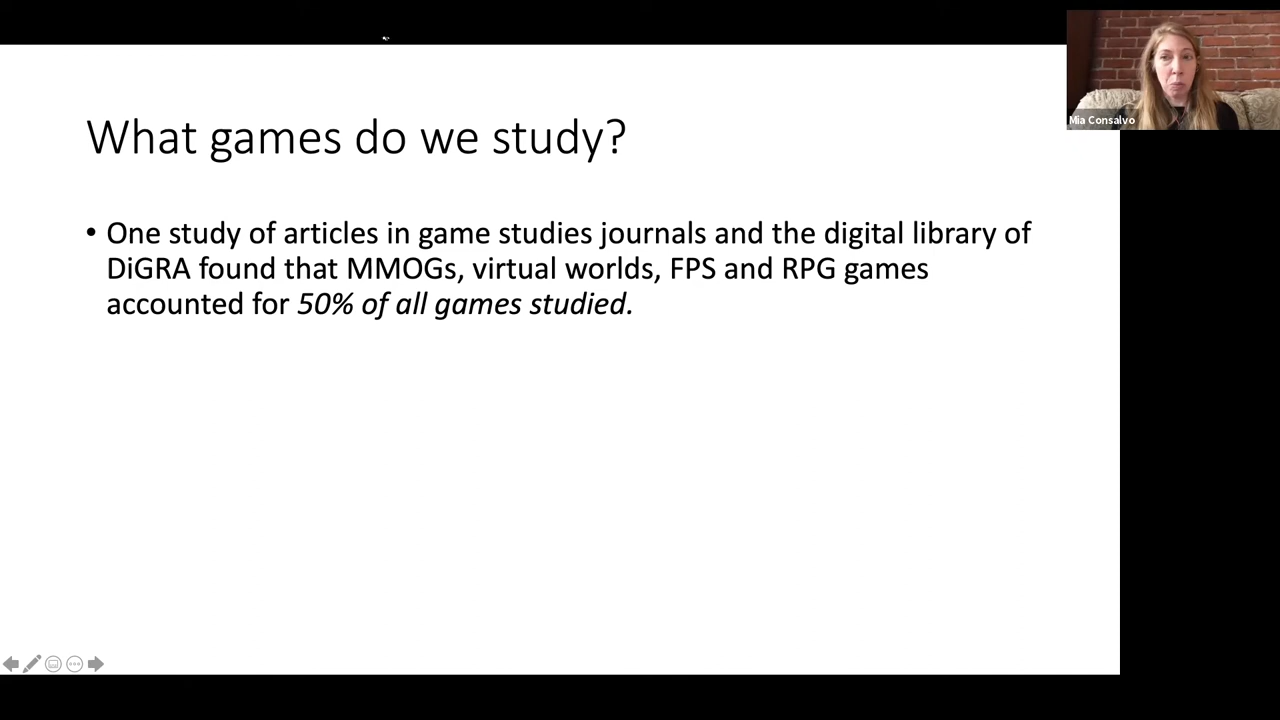 What games do we study?
• One study of articles in game studies journals and the digital library of
DiGRA found that MMOGs, virtual worlds, FPS and RPG games
accounted for 50% of all games studied.
Mia Consalvo